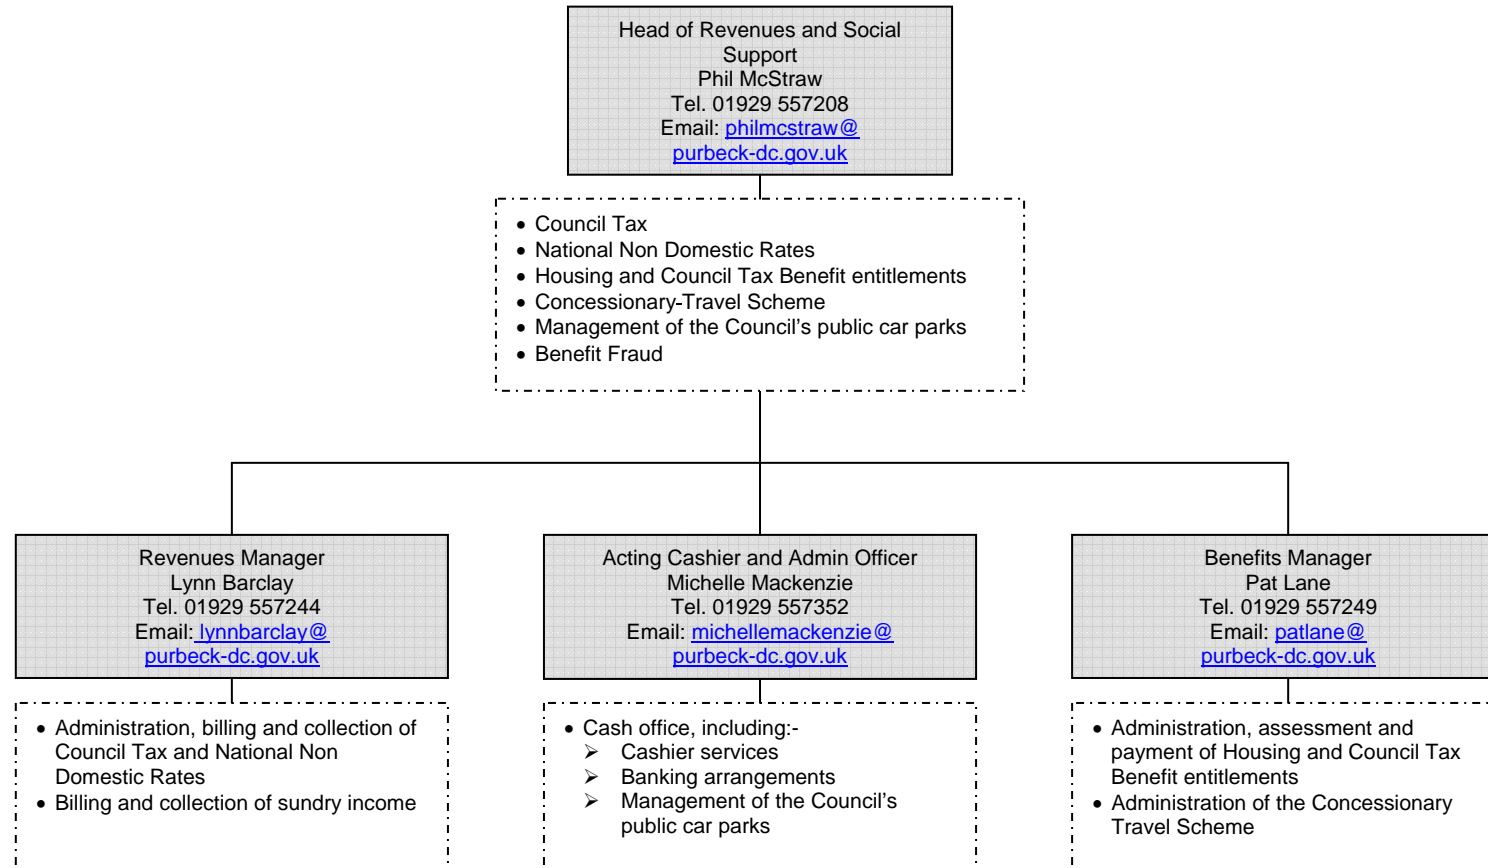 Head of Revenues and Social
Support
Phil McStraw
Tel. 01929 557208
Email: philmcstraw@
purbeck-dc.gov.uk
• Council Tax
• National Non Domestic Rates
• Housing and Council Tax Benefit entitlements
• Concessionary-Travel Scheme
• Management of the Council's public car parks
• Benefit Fraud
Revenues Manager
Lynn Barclay
Tel. 01929 557244
Email: lynnbarclay@
purbeck-dc.gov.uk
• Administration, billing and collection of
Council Tax and National Non
Domestic Rates
• Billing and collection of sundry income
Acting Cashier and Admin Officer
Michelle Mackenzie
Tel. 01929 557352
Email: michellemackenzie@
purbeck-dc.gov.uk
• Cash office, including:-
➢ Cashier services
➢ Banking arrangements
➢ Management of the Council's
public car parks
Benefits Manager
Pat Lane
Tel. 01929 557249
Email: patlane@
purbeck-dc.gov.uk
• Administration, assessment and
payment of Housing and Council Tax
Benefit entitlements
• Administration of the Concessionary
Travel Scheme